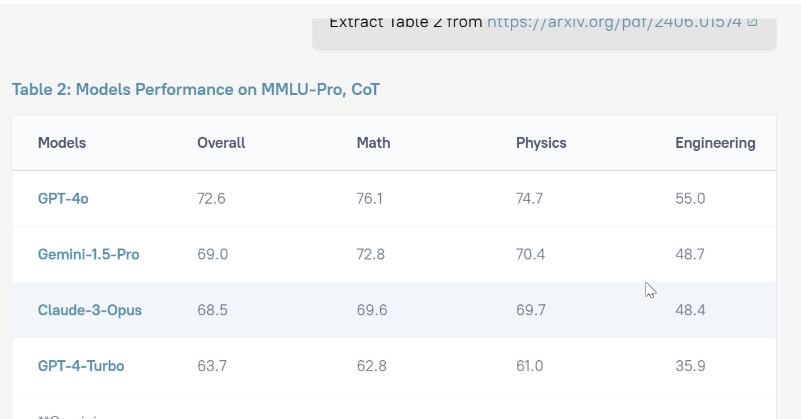 Extract Table 2 from https://arxiv.org/pdf/2406.01574
Table 2: Models Performance on MMLU-Pro, CoT
Models Overall Math Physics Engineering
GPT-4o 72.6 76.1 74.7 55.0
Gemini-1.5-Pro 69.0 72.8 70.4 48.7
Claude-3-Opus 68.5 69.6 69.7 48.4
GPT-4-Turbo 63.7 62.8 61.0 35.9